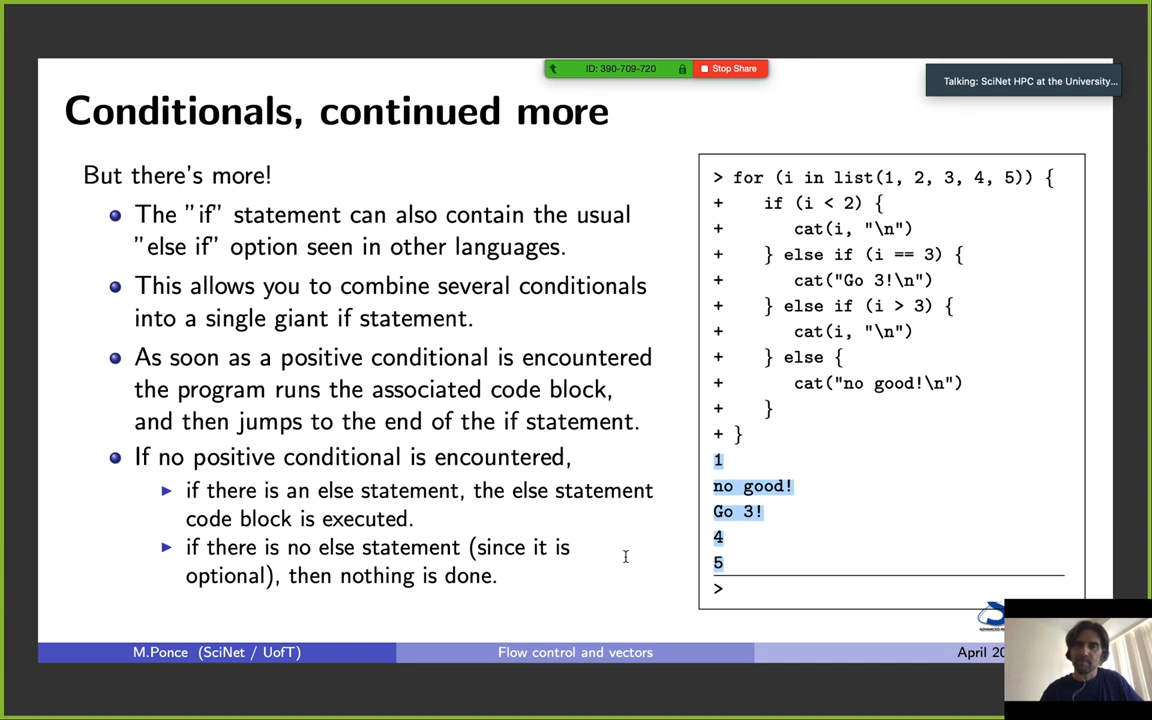 ID: 390-709-720
Stop Share
Talking: SciNet HPC at the University...
Conditionals, continued more
But there's more!
The "if" statement can also contain the usual
"else if" option seen in other languages.
This allows you to combine several conditionals
into a single giant if statement.
As soon as a positive conditional is encountered
the program runs the associated code block,
and then jumps to the end of the if statement.
If no positive conditional is encountered,
if there is an else statement, the else statement
code block is executed.
if there is no else statement (since it is
optional), then nothing is done.
> for (i in list(1, 2, 3, 4, 5)) {
+    if (i < 2) {
+       cat(i, "\n")
+    } else if (i == 3) {
+       cat("Go 3!\n")
+    } else if (i > 3) {
+       cat(i, "\n")
+    } else {
+       cat("no good!\n")
+    }
+ }
1
no good!
Go 3!
4
5
>
M.Ponce (SciNet / UofT)
Flow control and vectors
April